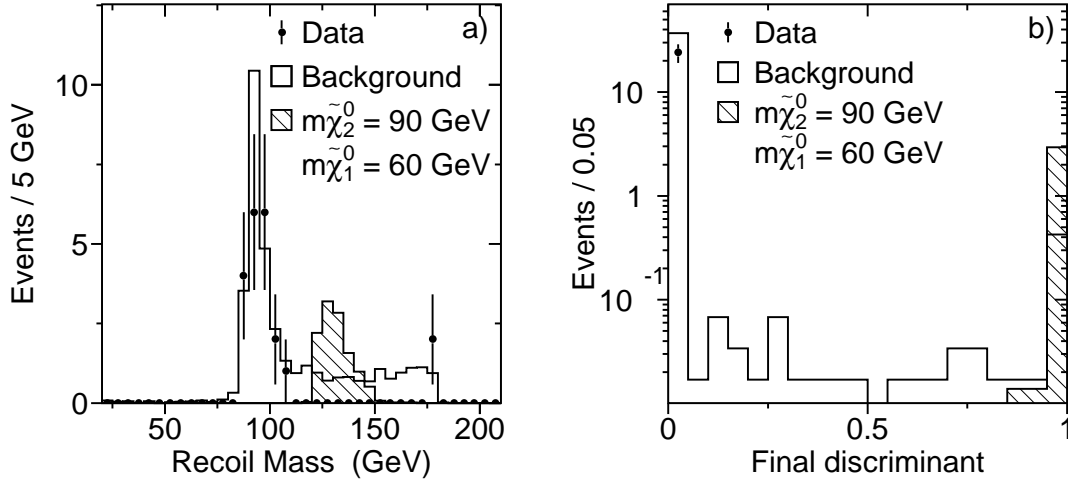 a)
Data
Background
mχ̃⁰₂ = 90 GeV
mχ̃⁰₁ = 60 GeV
Events / 5 GeV
10
5
0
50 100 150 200
Recoil Mass (GeV)
b)
Data
Background
mχ̃⁰₂ = 90 GeV
mχ̃⁰₁ = 60 GeV
Events / 0.05
10
1
10⁻¹
0 0.5 1
Final discriminant